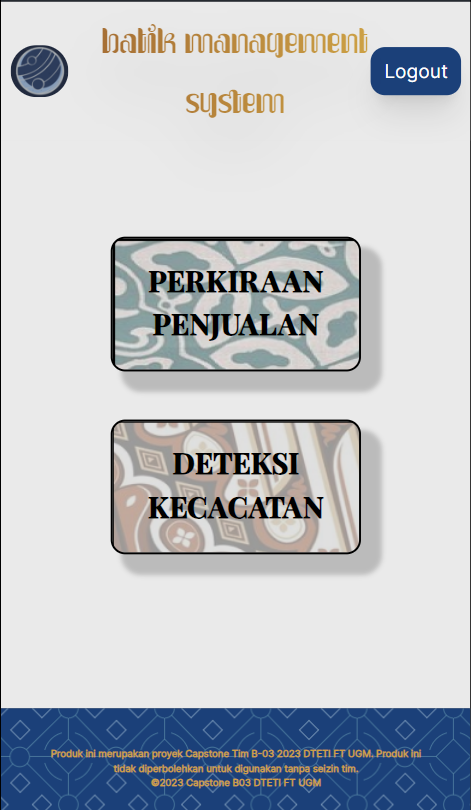 batik management
system
Logout
PERKIRAAN
PENJUALAN
DETEKSI
KECACATAN
Produk ini merupakan proyek Capstone Tim B-03 2023 DTETI FT UGM. Produk ini
tidak diperbolehkan untuk digunakan tanpa seizin tim.
©2023 Capstone B03 DTETI FT UGM